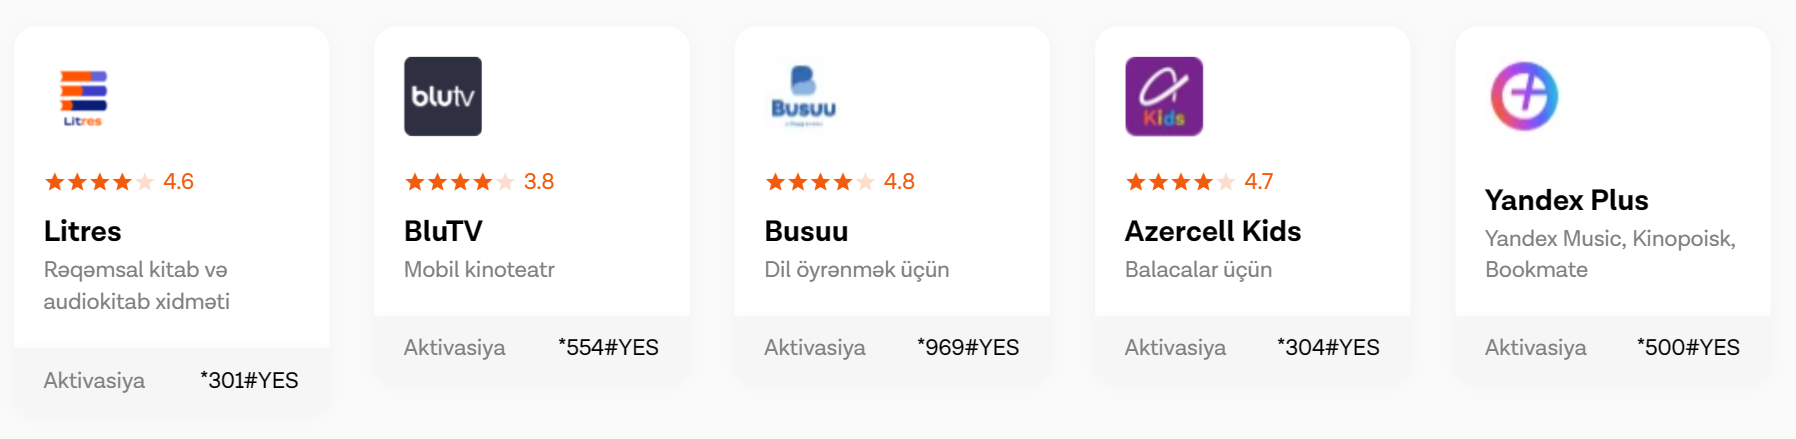 Litres
4.6
Litres
Rəqəmsal kitab və
audiokitab xidməti
Aktivasiya *301#YES
blutv
3.8
BluTV
Mobil kinoteatr
Aktivasiya *554#YES
Busuu
4.8
Busuu
Dil öyrənmək üçün
Aktivasiya *969#YES
Kids
4.7
Azercell Kids
Balacalar üçün
Aktivasiya *304#YES
Yandex Plus
Yandex Music, Kinopoisk,
Bookmate
Aktivasiya *500#YES